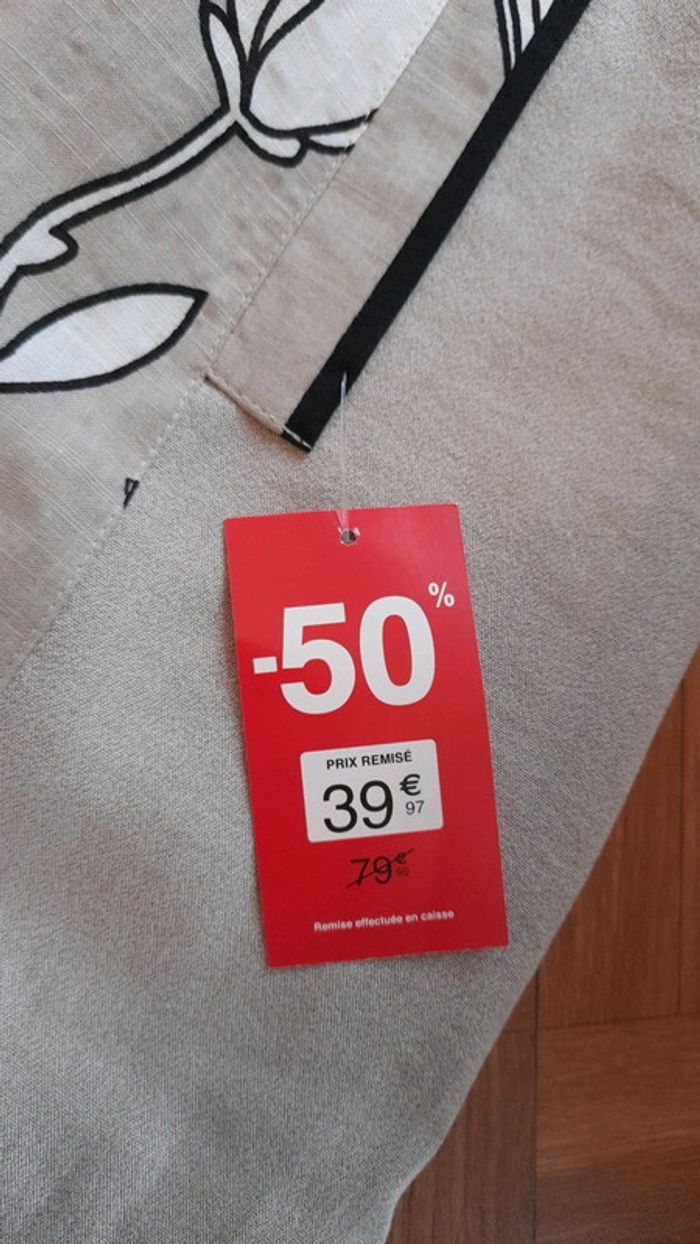 -50%
PRIX REMISÉ
39€97
79€95
Remise effectuée en caisse